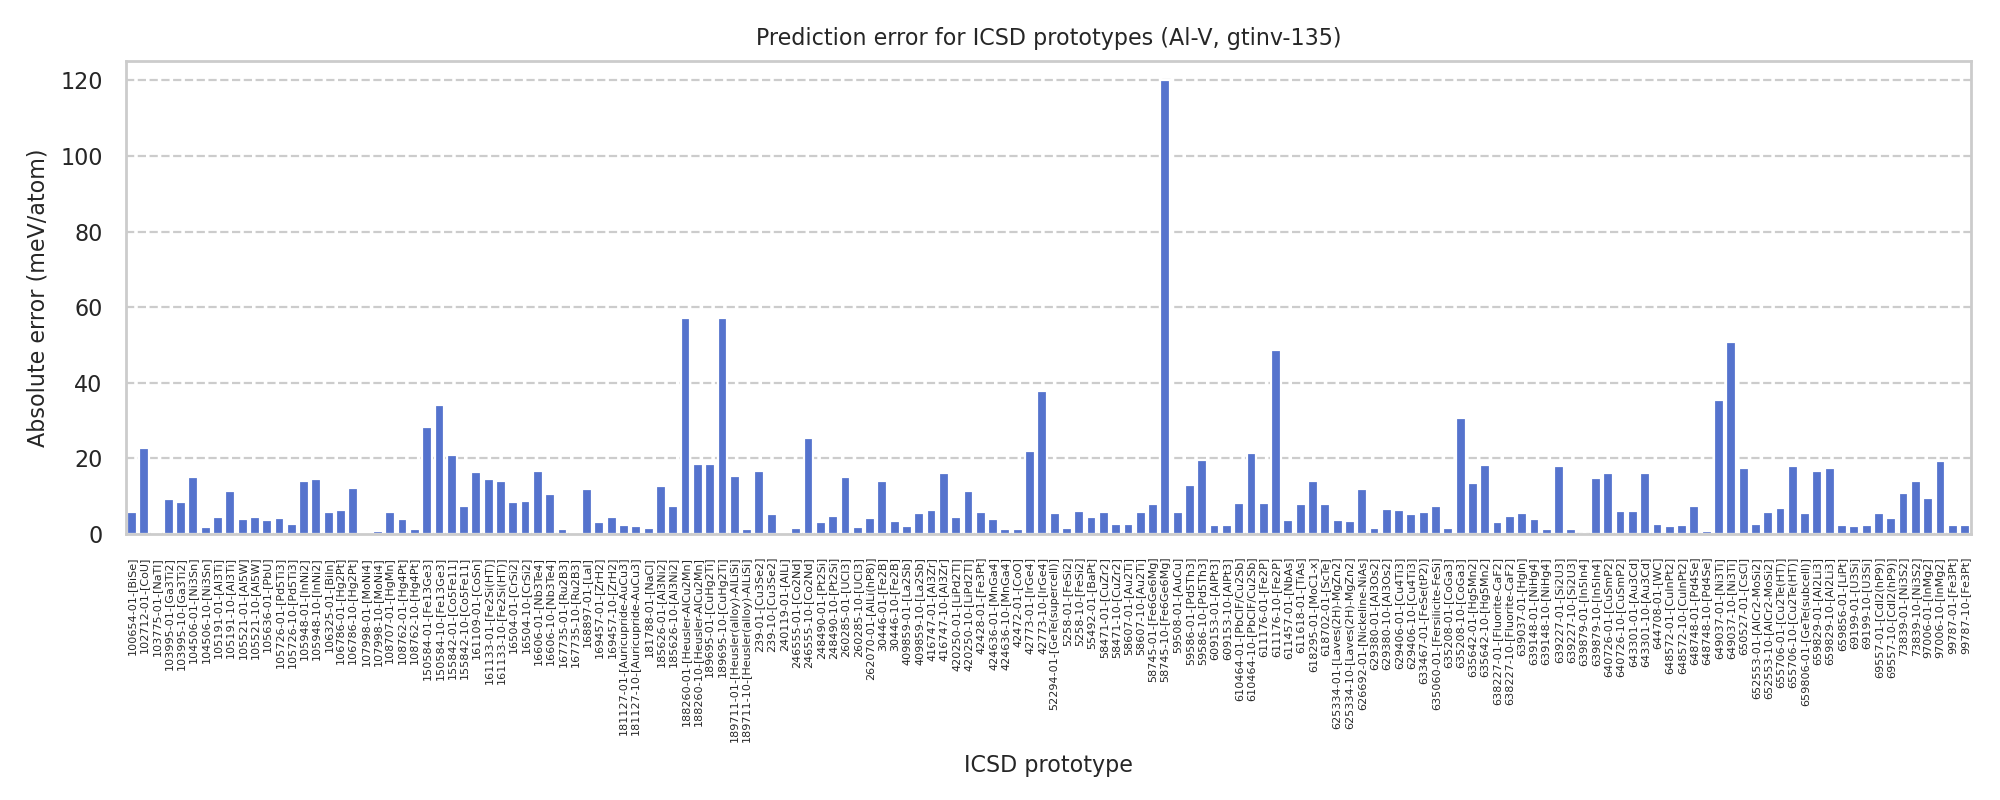 Prediction error for ICSD prototypes (Al-V, gtinv-135)
Absolute error (meV/atom)
120
100
80
60
40
20
0
100654-01-[BiSe]
102712-01-[CoU]
103775-01-[NaTl]
103995-01-[Ga3Ti2]
103995-10-[Ga3Ti2]
104506-01-[Ni3Sn]
104506-10-[Ni3Sn]
105191-01-[Al3Ti]
105191-10-[Al3Ti]
105521-01-[Al5W]
105521-10-[Al5W]
105636-01-[PbU]
105726-01-[Pd5Ti3]
105726-10-[Pd5Ti3]
105948-01-[InNi2]
105948-10-[InNi2]
106325-01-[BiIn]
106786-01-[Hg2Pt]
106786-10-[Hg2Pt]
107998-01-[MoNi4]
107998-10-[MoNi4]
108707-01-[HgMn]
108762-01-[Hg4Pt]
108762-10-[Hg4Pt]
150584-01-[Fe13Ge3]
150584-10-[Fe13Ge3]
155842-01-[Co5Fe11]
155842-10-[Co5Fe11]
161109-01-[CoSn]
161133-01-[Fe2Si(HT)]
161133-10-[Fe2Si(HT)]
16504-01-[CrSi2]
16504-10-[CrSi2]
16606-01-[Nb3Te4]
16606-10-[Nb3Te4]
167735-01-[Ru2B3]
167735-10-[Ru2B3]
168897-01-[LaI]
169457-01-[ZrH2]
169457-10-[ZrH2]
181127-01-[Auricupride-AuCu3]
181127-10-[Auricupride-AuCu3]
181788-01-[NaCl]
185626-01-[Al3Ni2]
185626-10-[Al3Ni2]
188260-01-[Heusler-AlCu2Mn]
188260-10-[Heusler-AlCu2Mn]
189695-01-[CuHg2Ti]
189695-10-[CuHg2Ti]
189711-01-[Heusler(alloy)-AlLiSi]
189711-10-[Heusler(alloy)-AlLiSi]
239-01-[Cu3Se2]
239-10-[Cu3Se2]
240119-01-[AlLi]
246555-01-[Co2Nd]
246555-10-[Co2Nd]
248490-01-[Pt2Si]
248490-10-[Pt2Si]
260285-01-[UCl3]
260285-10-[UCl3]
262070-01-[AlLi(hP8)]
30446-01-[Fe2B]
30446-10-[Fe2B]
409859-01-[La2Sb]
409859-10-[La2Sb]
416747-01-[Al3Zr]
416747-10-[Al3Zr]
420250-01-[LiPd2Tl]
420250-10-[LiPd2Tl]
42428-01-[FePt]
424636-01-[MnGa4]
424636-10-[MnGa4]
42472-01-[CoO]
42773-01-[IrGe4]
42773-10-[IrGe4]
52294-01-[GeTe(supercell)]
5258-01-[FeSi2]
5258-10-[FeSi2]
55492-01-[BaPt]
58471-01-[CuZr2]
58471-10-[CuZr2]
58607-01-[Au2Ti]
58607-10-[Au2Ti]
58745-01-[Fe6Ge6Mg]
58745-10-[Fe6Ge6Mg]
59508-01-[AuCu]
59586-01-[Pd5Th3]
59586-10-[Pd5Th3]
609153-01-[AlPt3]
609153-10-[AlPt3]
610464-01-[PbClF/Cu2Sb]
610464-10-[PbClF/Cu2Sb]
611176-01-[Fe2P]
611176-10-[Fe2P]
611457-01-[NbAs]
611618-01-[TiAs]
618295-01-[MoC1-x]
618702-01-[ScTe]
625334-01-[Laves(2H)-MgZn2]
625334-10-[Laves(2H)-MgZn2]
626692-01-[Nickeline-NiAs]
629380-01-[Al3Os2]
629380-10-[Al3Os2]
629406-01-[Cu4Ti3]
629406-10-[Cu4Ti3]
633467-01-[FeSe(tP2)]
635060-01-[Fersilicite-FeSi]
635208-01-[CoGa3]
635208-10-[CoGa3]
635642-01-[Hg5Mn2]
635642-10-[Hg5Mn2]
638227-01-[Fluorite-CaF2]
638227-10-[Fluorite-CaF2]
639037-01-[HgIn]
639148-01-[NiHg4]
639148-10-[NiHg4]
639227-01-[Si2U3]
639227-10-[Si2U3]
639879-01-[In5In4]
639879-10-[In5In4]
640726-01-[CuSmP2]
640726-10-[CuSmP2]
643301-01-[Au3Cd]
643301-10-[Au3Cd]
644708-01-[WC]
648572-01-[CuInPt2]
648572-10-[CuInPt2]
648748-01-[Pd4Se]
648748-10-[Pd4Se]
649037-01-[Ni3Ti]
649037-10-[Ni3Ti]
650527-01-[CsCl]
652553-01-[AlCr2-MoSi2]
652553-10-[AlCr2-MoSi2]
655706-01-[Cu2Te(HT)]
655706-10-[Cu2Te(HT)]
659806-01-[GeTe(subcell)]
659829-01-[Al2Li3]
659829-10-[Al2Li3]
659856-01-[LiPt]
69199-01-[U3Si]
69199-10-[U3Si]
69557-01-[CdI2(hP9)]
69557-10-[CdI2(hP9)]
73839-01-[Ni3S2]
73839-10-[Ni3S2]
97006-01-[InMg2]
97006-10-[InMg2]
99787-01-[Fe3Pt]
99787-10-[Fe3Pt]
ICSD prototype